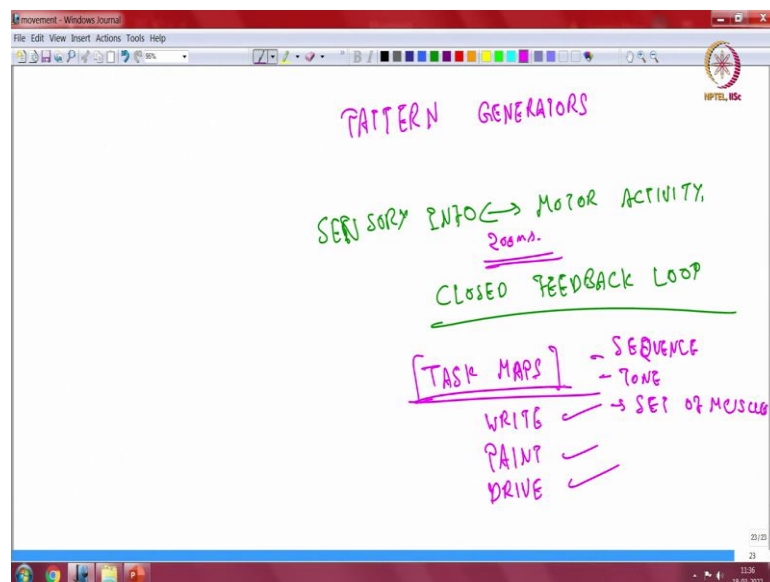 movement - Windows Journal
File Edit View Insert Actions Tools Help
96%
B I
NPTEL, IISc
PATTERN GENERATORS
SENSORY INFO ↔ MOTOR ACTIVITY.
200ms.
CLOSED FEEDBACK LOOP
[TASK MAPS] - SEQUENCE
- TONE
WRITE → SET OF MUSCLES
PAINT
DRIVE
23/23
23
11:36